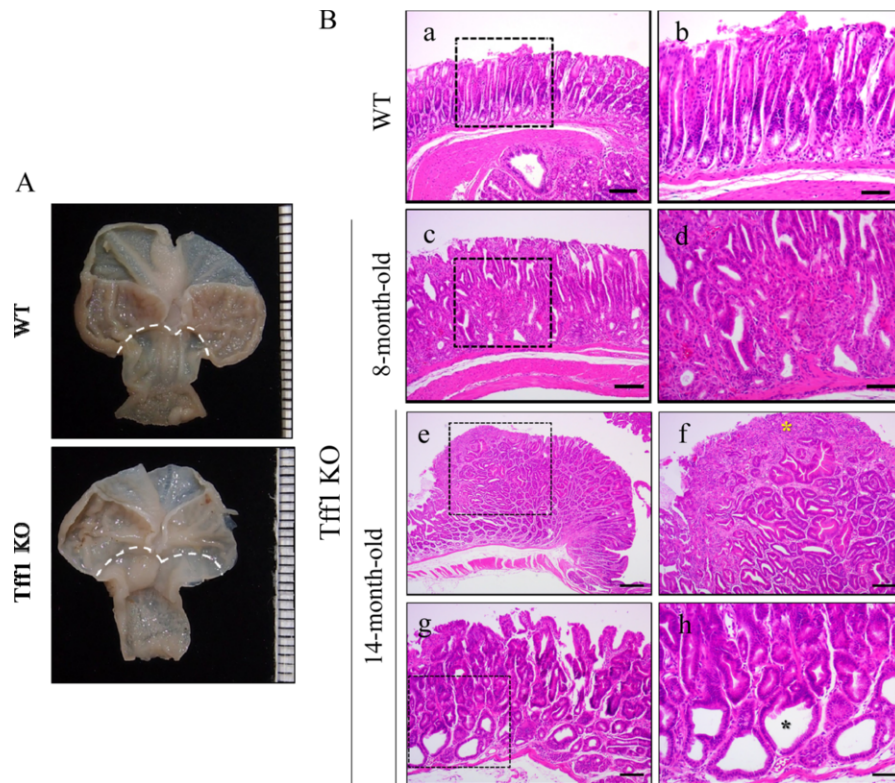 A
WT
Tff1 KO
B
WT
Tff1 KO
8-month-old
14-month-old
a
b
c
d
e
f
*
g
h
*